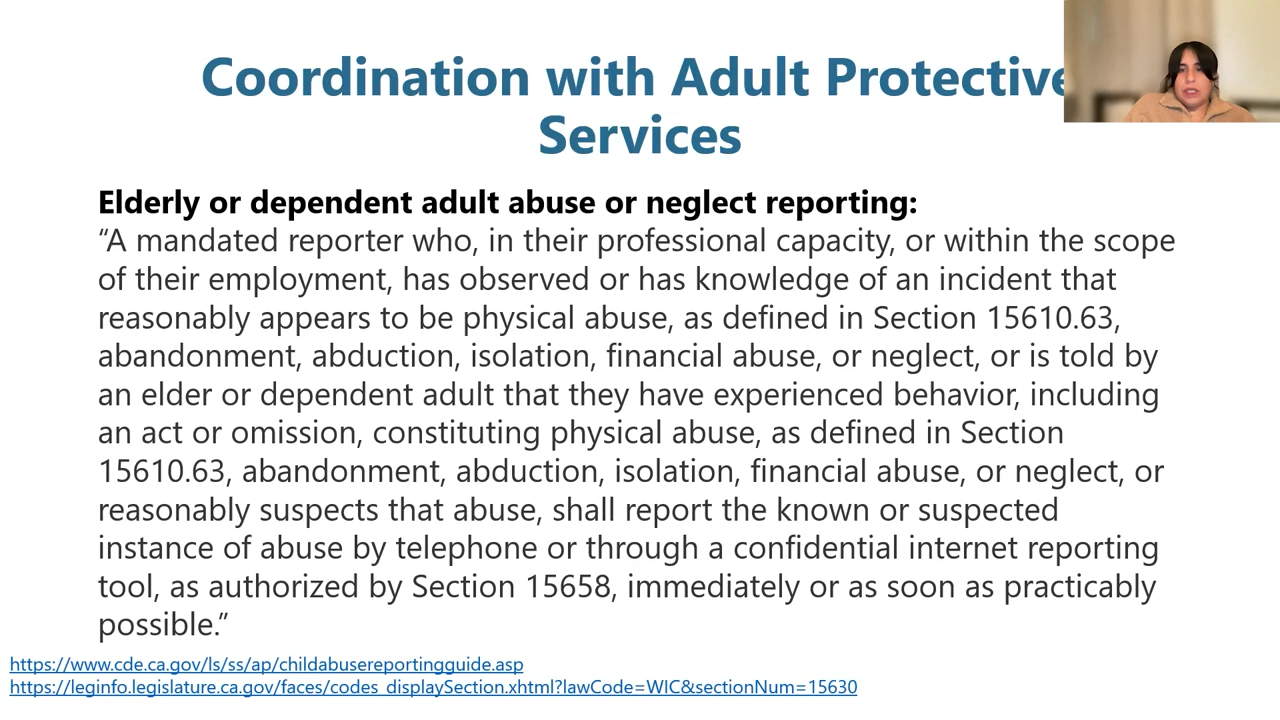 Coordination with Adult Protective
Services
Elderly or dependent adult abuse or neglect reporting:
“A mandated reporter who, in their professional capacity, or within the scope
of their employment, has observed or has knowledge of an incident that
reasonably appears to be physical abuse, as defined in Section 15610.63,
abandonment, abduction, isolation, financial abuse, or neglect, or is told by
an elder or dependent adult that they have experienced behavior, including
an act or omission, constituting physical abuse, as defined in Section
15610.63, abandonment, abduction, isolation, financial abuse, or neglect, or
reasonably suspects that abuse, shall report the known or suspected
instance of abuse by telephone or through a confidential internet reporting
tool, as authorized by Section 15658, immediately or as soon as practicably
possible.”
https://www.cde.ca.gov/ls/ss/ap/childabusereportingguide.asp
https://leginfo.legislature.ca.gov/faces/codes_displaySection.xhtml?lawCode=WIC&sectionNum=15630